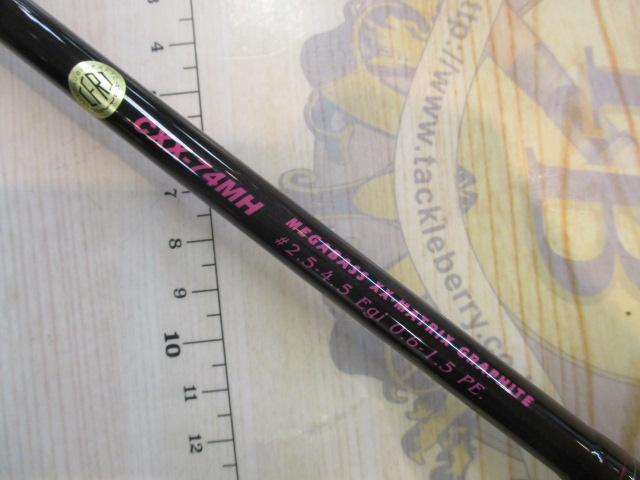 CXX-74MH
MEGABASS XX-MATRIX GRAPHITE
#2.5-4.5 Egi 0.6-1.5 PE.
http://www.tackleberry.co
3
4
7
8
9
10
11
12
B